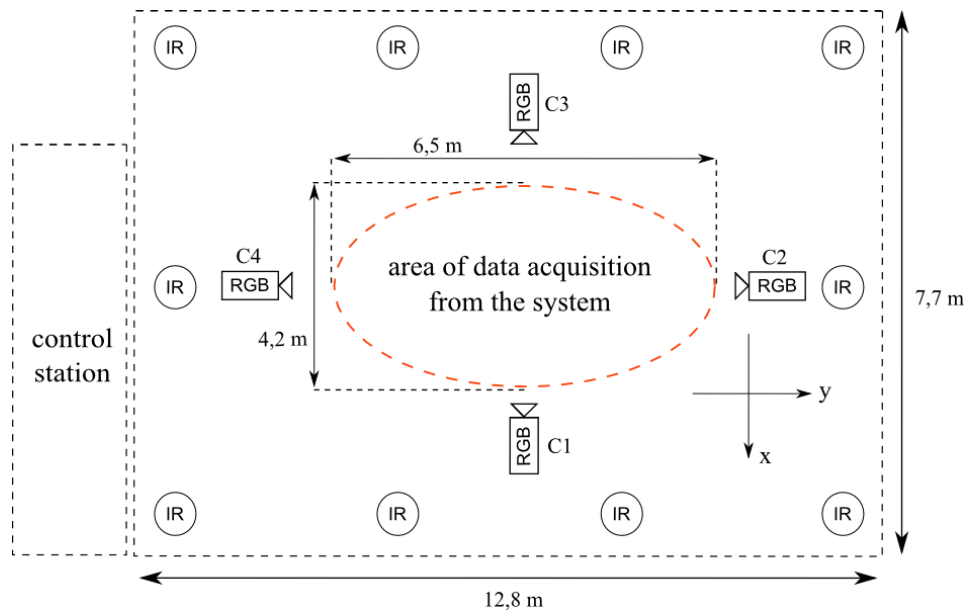 IR
IR
IR
IR
RGB
C3
6,5 m
C4
RGB
C2
RGB
IR
IR
area of data acquisition
from the system
7,7 m
4,2 m
control
station
y
x
C1
RGB
IR
IR
IR
IR
12,8 m